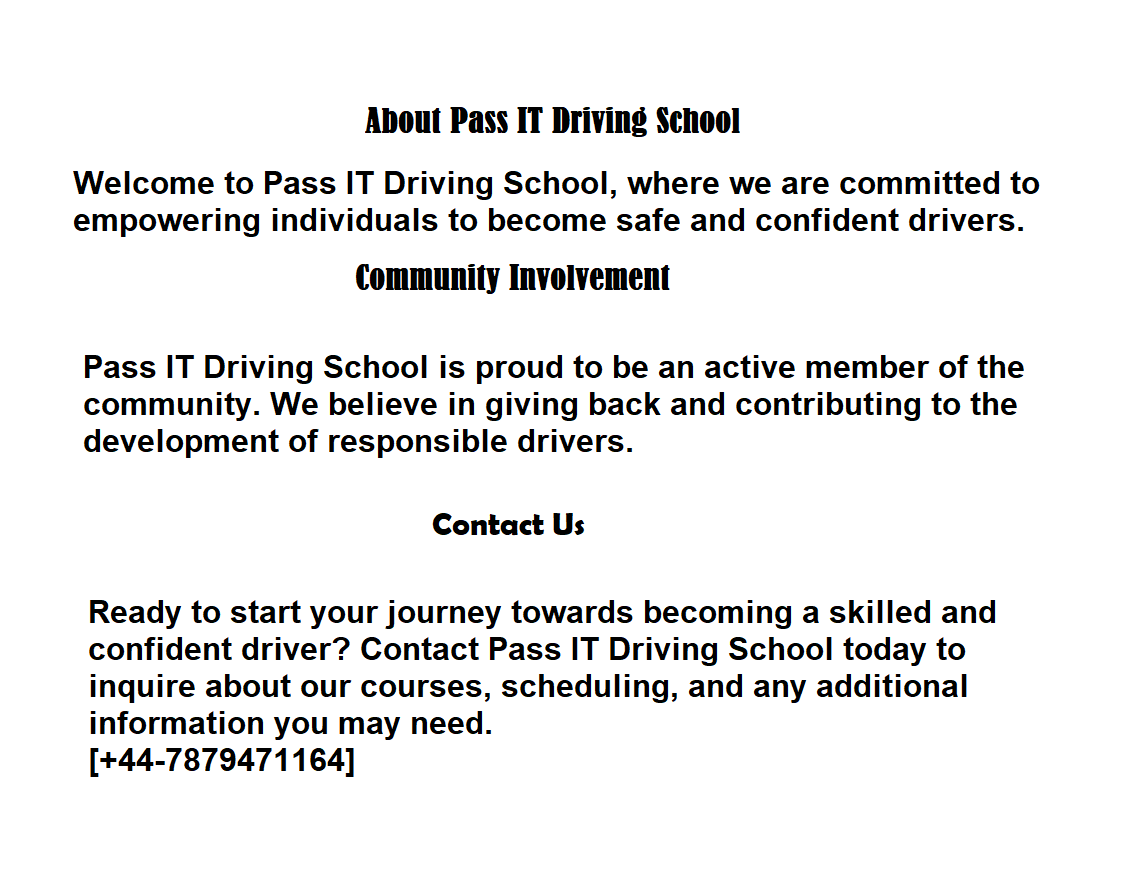 About Pass IT Driving School
Welcome to Pass IT Driving School, where we are committed to
empowering individuals to become safe and confident drivers.
Community Involvement
Pass IT Driving School is proud to be an active member of the
community. We believe in giving back and contributing to the
development of responsible drivers.
Contact Us
Ready to start your journey towards becoming a skilled and
confident driver? Contact Pass IT Driving School today to
inquire about our courses, scheduling, and any additional
information you may need.
[+44-7879471164]